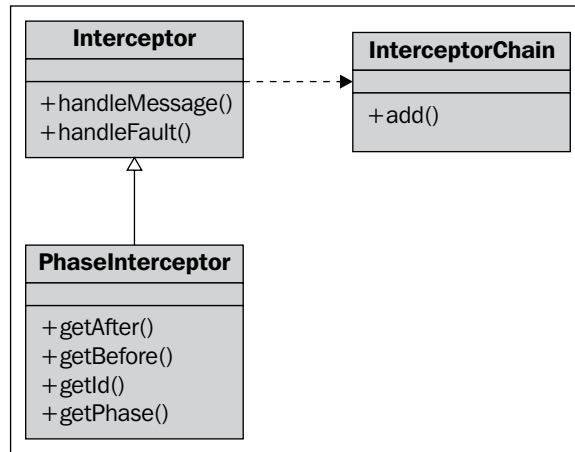 Interceptor
+handleMessage()
+handleFault()
InterceptorChain
+add()
PhaseInterceptor
+getAfter()
+getBefore()
+getId()
+getPhase()